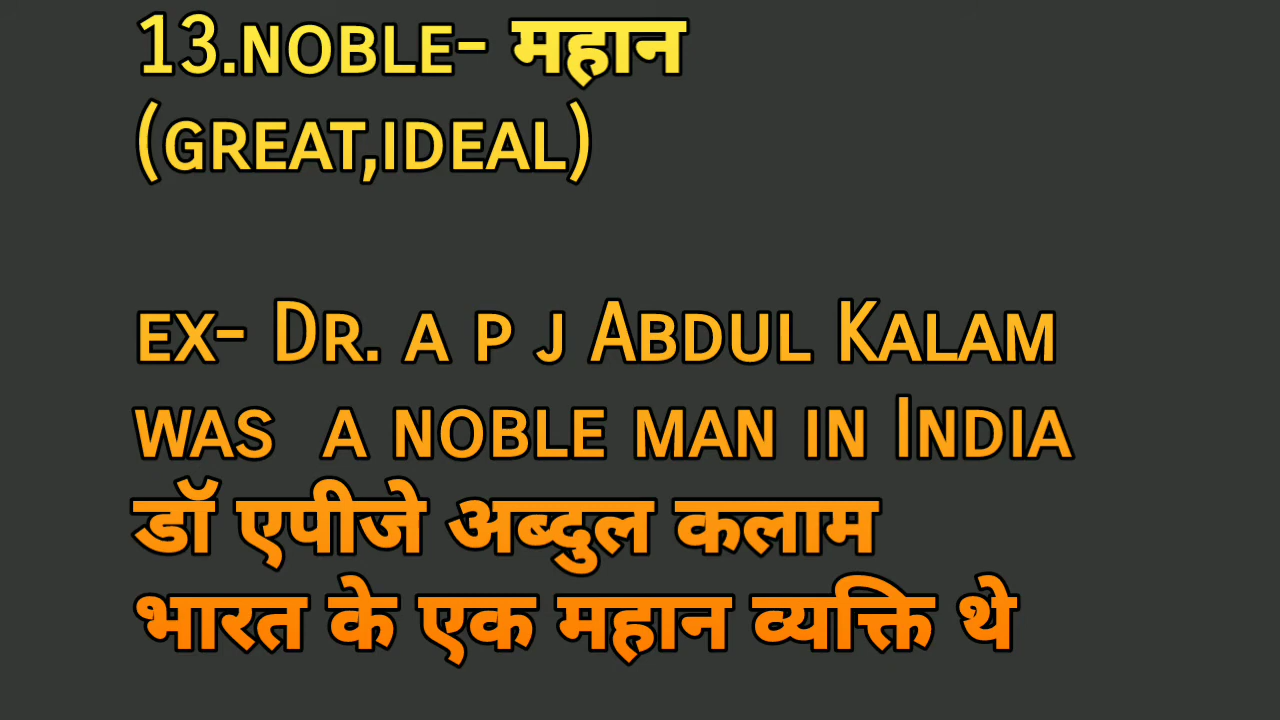 13.NOBLE- महान
(GREAT,IDEAL)
EX- DR. A P J ABDUL KALAM
WAS A NOBLE MAN IN INDIA
डॉ एपीजे अब्दुल कलाम
भारत के एक महान व्यक्ति थे